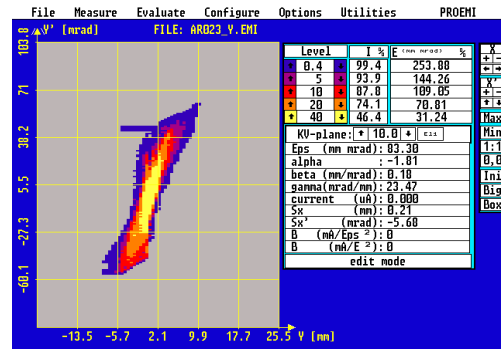 File Measure Evaluate Configure Options Utilities PROEMI
Y' [mrad] FILE: AR023_Y.EMI
103.8
71
38.2
5.5
-27.3
-60.1
-13.5 -5.7 2.1 9.9 17.7 25.5 Y [mm]
Level I % E (mm mrad) %
0.4 99.4 253.88
5 93.9 144.26
10 87.8 109.05
20 74.1 70.81
40 46.4 31.24
KV-plane: 10.0 Ell
Eps (mm mrad): 83.30
alpha : -1.81
beta (mm/mrad): 0.18
gamma(rad/mm): 23.47
current (uA): 0.000
Sx (mm): 0.21
Sx' (mrad): -5.68
B (mA/Eps ²): 0
B (mA/E ²): 0
edit mode
X
+ -
X'
+ -
Max
Min
1:1
0,0
Ini
Big
Box